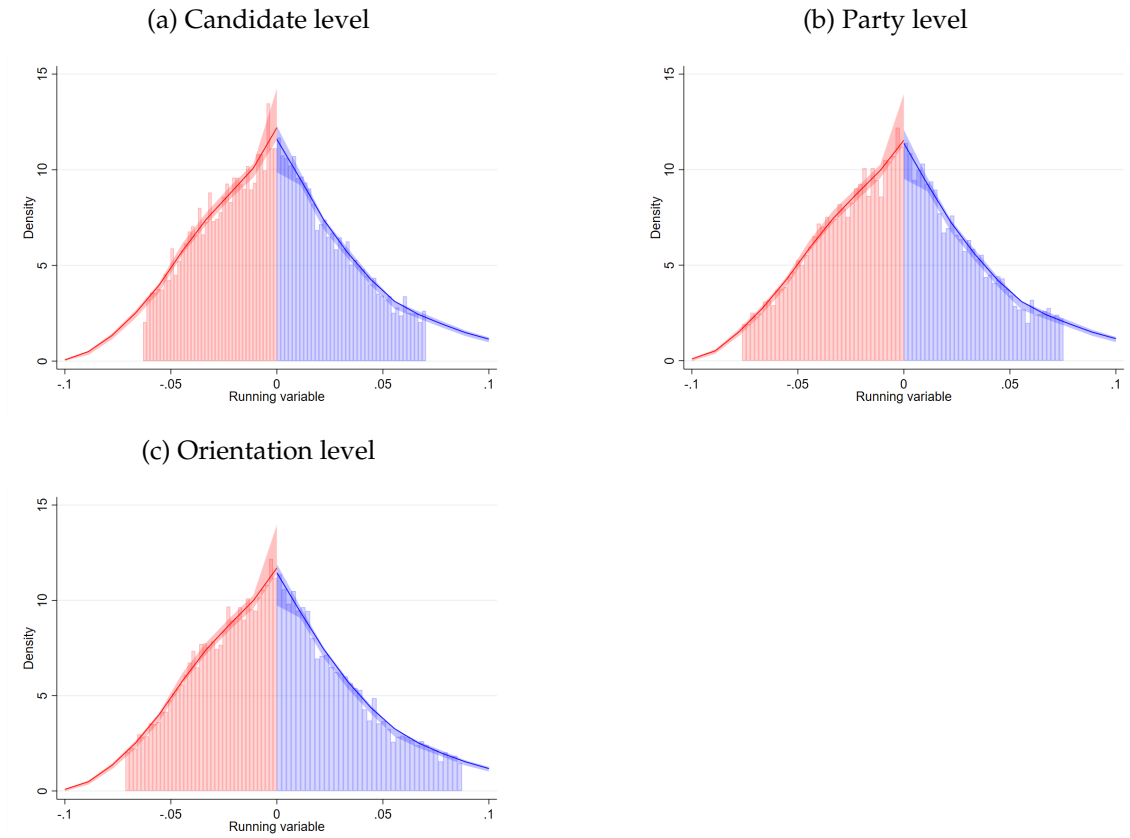 (a) Candidate level
15
10
5
0
Density
-.1 -.05 0 .05 .1
Running variable
(b) Party level
15
10
5
0
Density
-.1 -.05 0 .05 .1
Running variable
(c) Orientation level
15
10
5
0
Density
-.1 -.05 0 .05 .1
Running variable